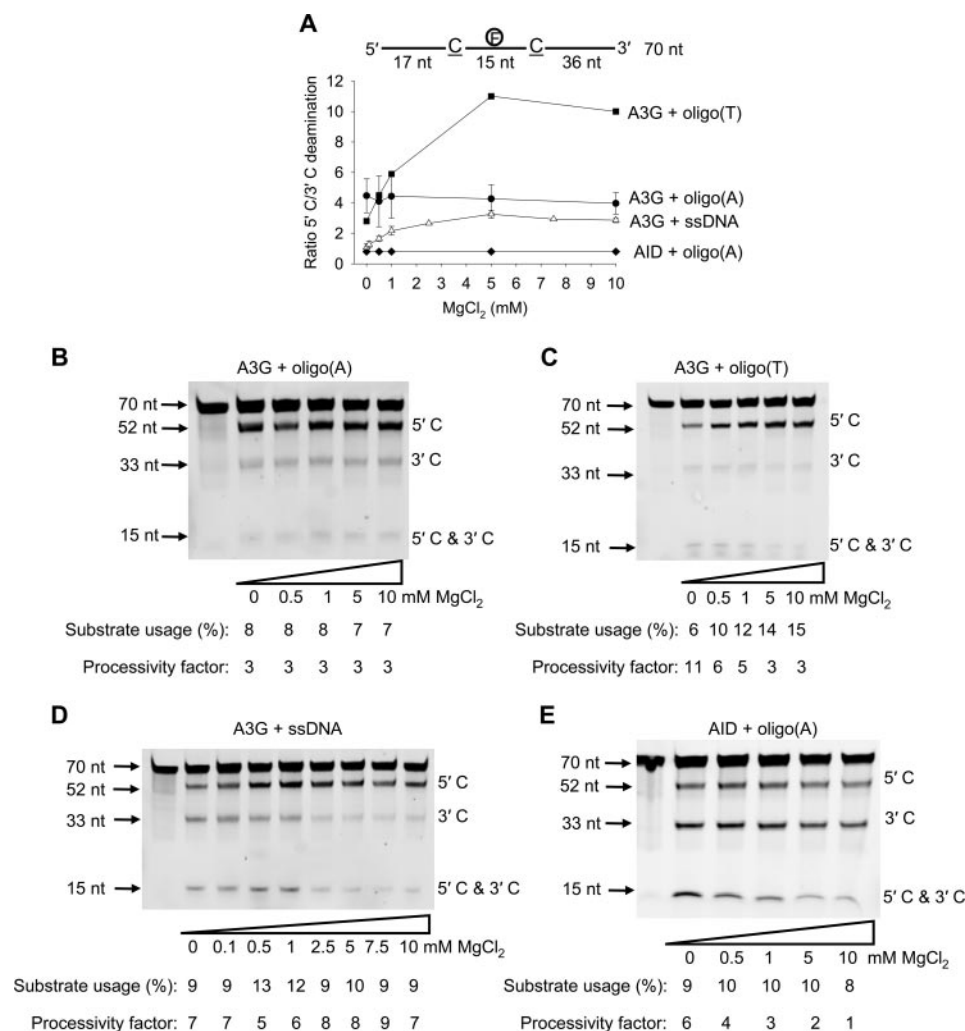 A
5′ C F C 3′ 70 nt
17 nt 15 nt 36 nt
Ratio 5′ C/3′ C deamination
12
10
8
6
4
2
0
A3G + oligo(T)
A3G + oligo(A)
A3G + ssDNA
AID + oligo(A)
0 1 2 3 4 5 6 7 8 9 10
MgCl₂ (mM)
B
A3G + oligo(A)
70 nt
52 nt 5′ C
33 nt 3′ C
15 nt 5′ C & 3′ C
0 0.5 1 5 10 mM MgCl₂
Substrate usage (%): 8 8 8 7 7
Processivity factor: 3 3 3 3 3
C
A3G + oligo(T)
70 nt
52 nt 5′ C
33 nt 3′ C
15 nt 5′ C & 3′ C
0 0.5 1 5 10 mM MgCl₂
Substrate usage (%): 6 10 12 14 15
Processivity factor: 11 6 5 3 3
D
A3G + ssDNA
70 nt
52 nt 5′ C
33 nt 3′ C
15 nt 5′ C & 3′ C
0 0.1 0.5 1 2.5 5 7.5 10 mM MgCl₂
Substrate usage (%): 9 9 13 12 9 10 9 9
Processivity factor: 7 7 5 6 8 8 9 7
E
AID + oligo(A)
70 nt
52 nt 5′ C
33 nt 3′ C
15 nt 5′ C & 3′ C
0 0.5 1 5 10 mM MgCl₂
Substrate usage (%): 9 10 10 10 8
Processivity factor: 6 4 3 2 1